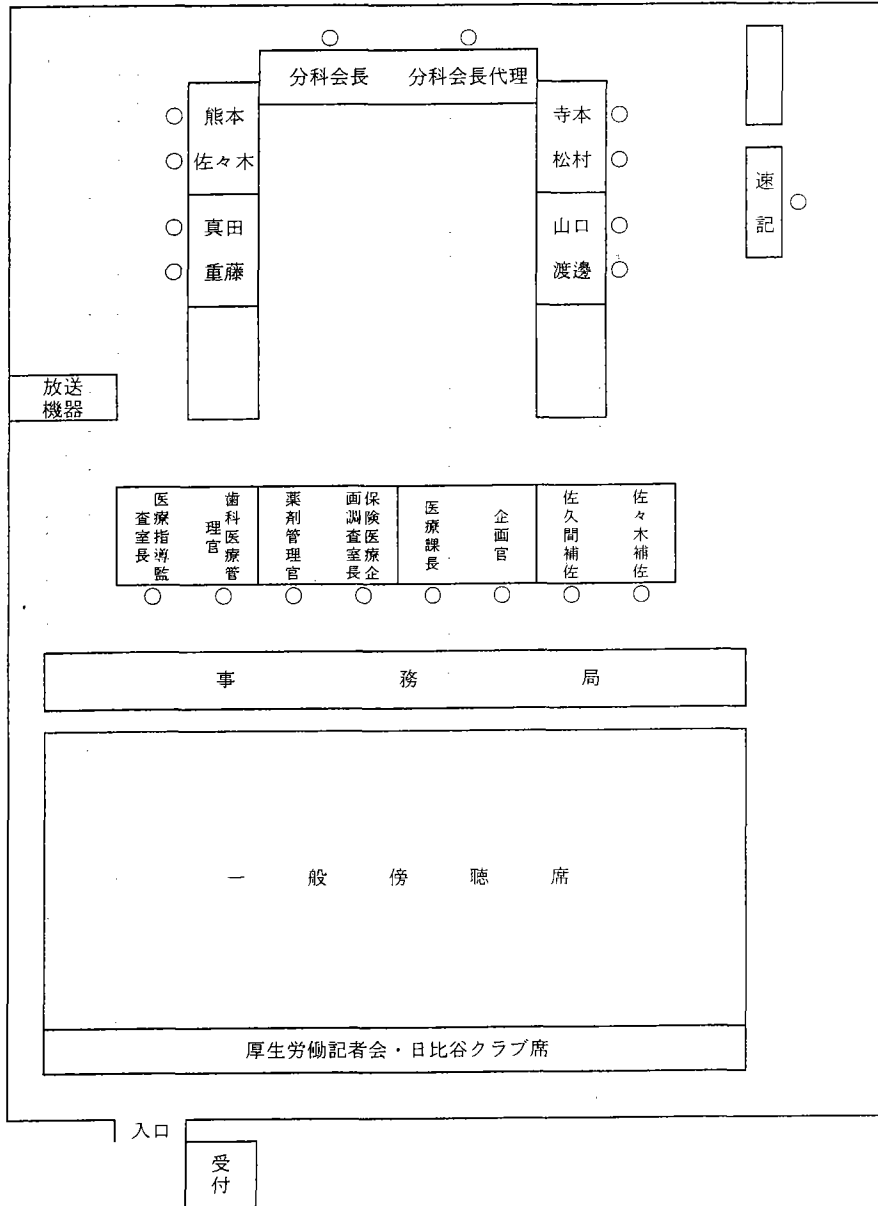 分科会長　分科会長代理
熊本
佐々木
真田
重藤
寺本
松村
山口
渡邊
速記
放送
機器
医療指導監
査室長
歯科医療管
理官
薬剤管理官
保険医療企
画調査室長
医療課長
企画官
佐久間補佐
佐々木補佐
事　務　局
一　般　傍　聴　席
厚生労働記者会・日比谷クラブ席
入口
受付